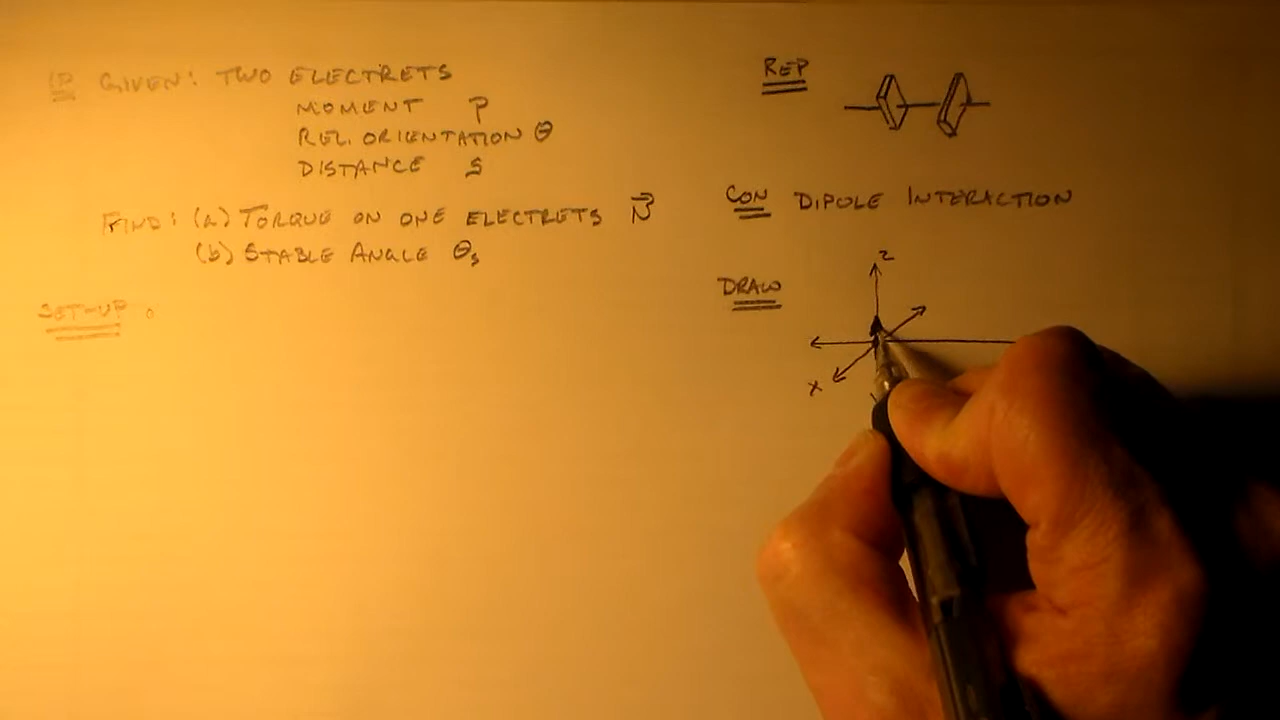 ID GIVEN: TWO ELECTRETS
MOMENT P
REL. ORIENTATION θ
DISTANCE S
FIND: (a) TORQUE ON ONE ELECTRETS N⃗
(b) STABLE ANGLE θs
SET-UP:
REP
CON DIPOLE INTERACTION
DRAW
z
x